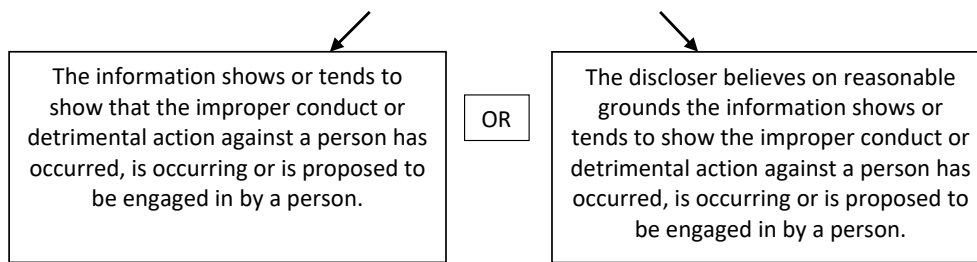 The information shows or tends to
show that the improper conduct or
detrimental action against a person has
occurred, is occurring or is proposed to
be engaged in by a person.
OR
The discloser believes on reasonable
grounds the information shows or
tends to show the improper conduct or
detrimental action against a person has
occurred, is occurring or is proposed to
be engaged in by a person.